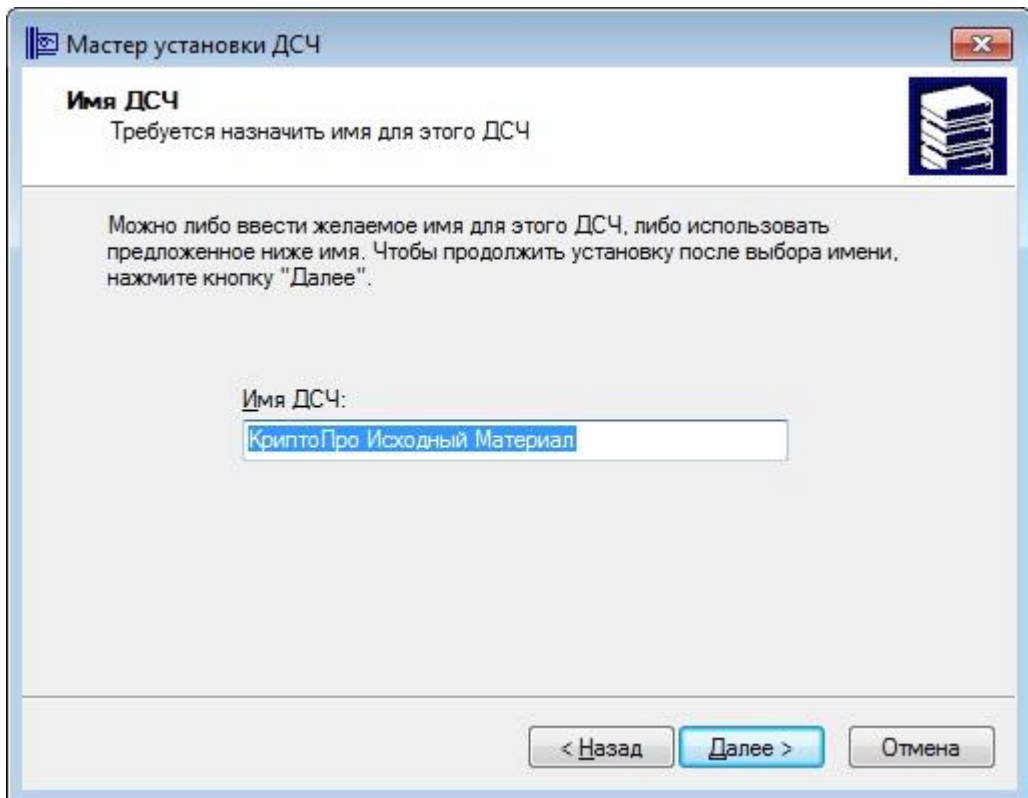 Мастер установки ДСЧ
Имя ДСЧ
Требуется назначить имя для этого ДСЧ
Можно либо ввести желаемое имя для этого ДСЧ, либо использовать
предложенное ниже имя. Чтобы продолжить установку после выбора имени,
нажмите кнопку "Далее".
Имя ДСЧ:
КриптоПро Исходный Материал
< Назад
Далее >
Отмена